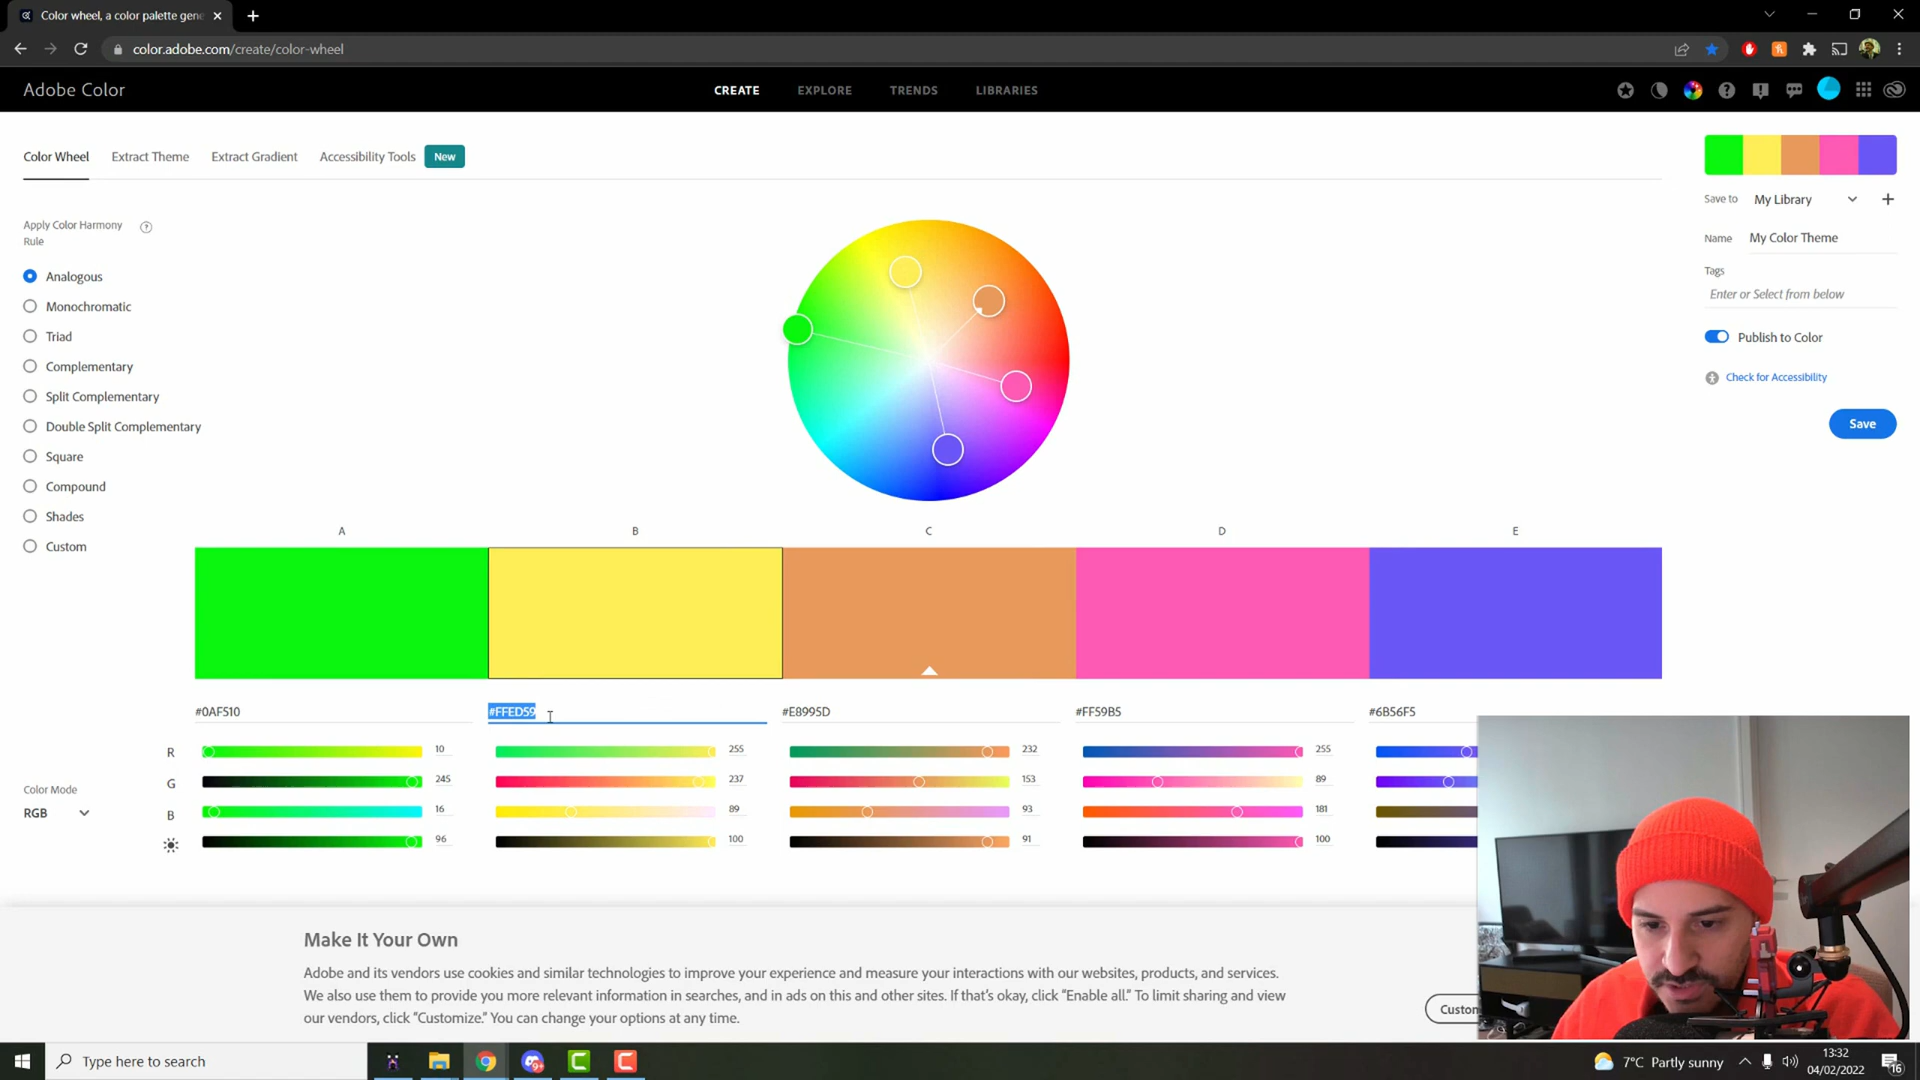 Color wheel, a color palette gene
color.adobe.com/create/color-wheel
Adobe Color
CREATE EXPLORE TRENDS LIBRARIES
Color Wheel Extract Theme Extract Gradient Accessibility Tools New
Save to My Library
Apply Color Harmony
Rule
Name My Color Theme
Tags
Analogous
Enter or Select from below
Monochromatic
Triad
Publish to Color
Complementary
Check for Accessibility
Split Complementary
Save
Double Split Complementary
Square
Compound
Shades
Custom
A B C D E
#0AF510 #FFED59 #E8995D #FF59B5 #6B56F5
R 10 255 232 255
G 245 237 153 89
Color Mode
RGB
B 16 89 93 181
96 100 91 100
Make It Your Own
Adobe and its vendors use cookies and similar technologies to improve your experience and measure your interactions with our websites, products, and services.
We also use them to provide you more relevant information in searches, and in ads on this and other sites. If that's okay, click "Enable all." To limit sharing and view
our vendors, click "Customize." You can change your options at any time.
Custom
Type here to search
9+
7°C Partly sunny
13:32
04/02/2022
16